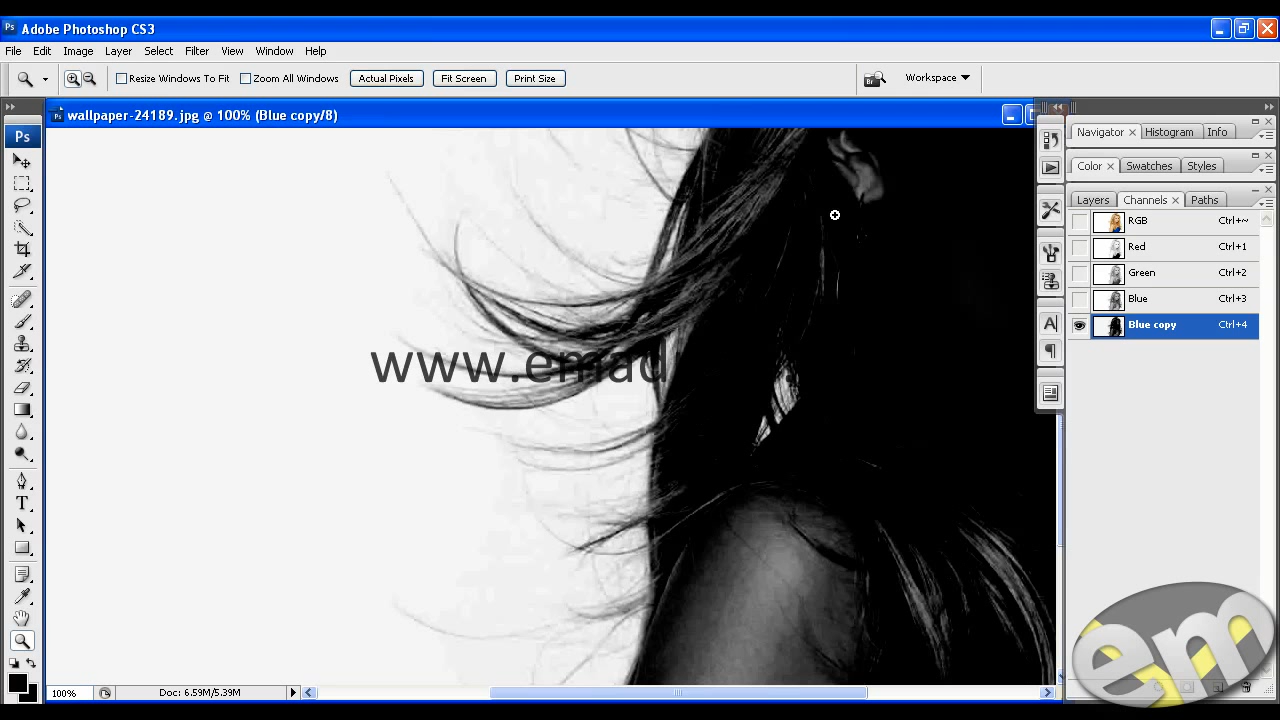 Adobe Photoshop CS3
File Edit Image Layer Select Filter View Window Help
Resize Windows To Fit Zoom All Windows Actual Pixels Fit Screen Print Size Br Workspace
wallpaper-24189.jpg @ 100% (Blue copy/8)
Ps
Navigator Histogram Info
Color Swatches Styles
Layers Channels Paths
RGB Ctrl+~
Red Ctrl+1
Green Ctrl+2
Blue Ctrl+3
Blue copy Ctrl+4
www.emad
em
100% Doc: 6.59M/5.39M